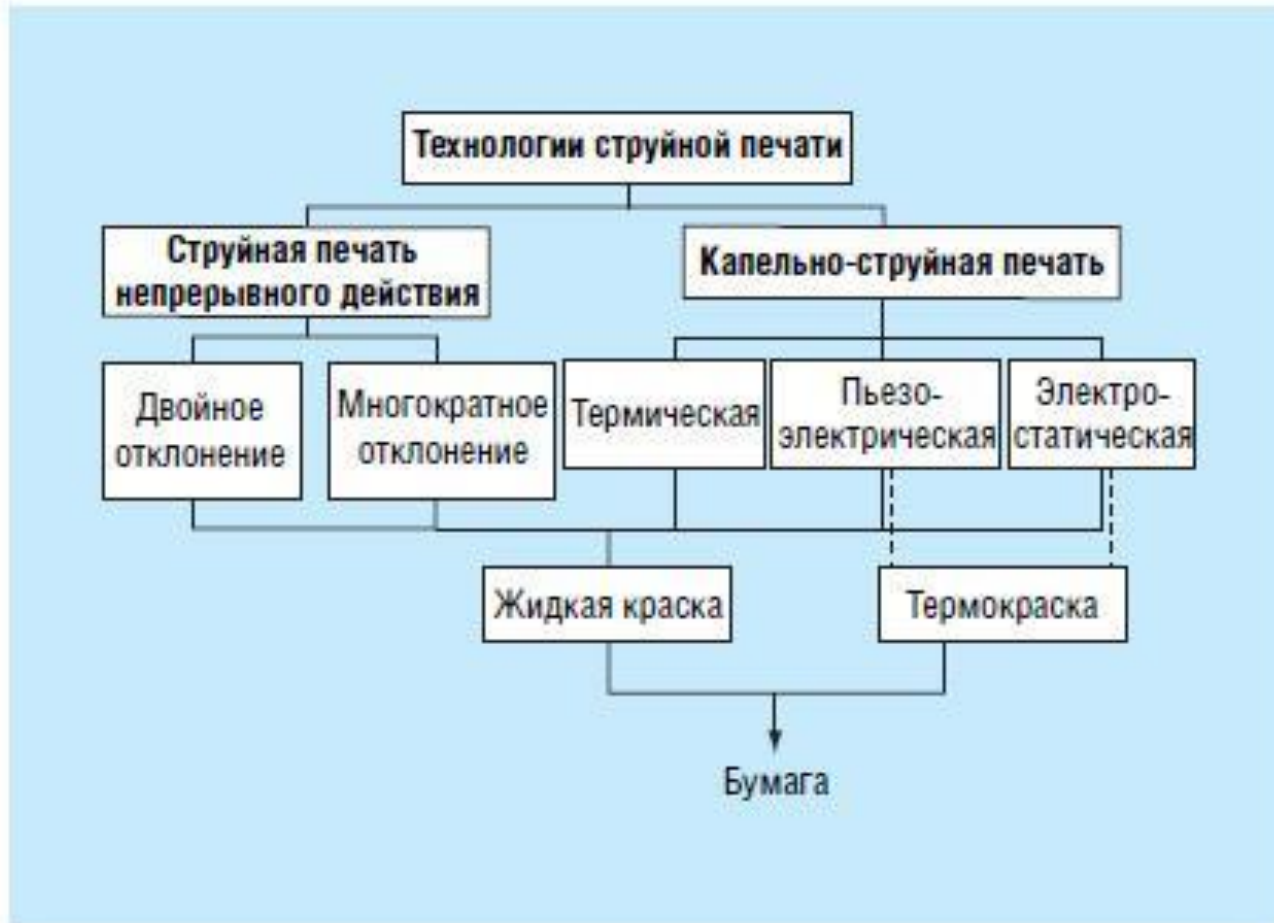 Технологии струйной печати
Струйная печать
непрерывного действия
Капельно-струйная печать
Двойное
отклонение
Многократное
отклонение
Термическая
Пьезо-
электрическая
Электро-
статическая
Жидкая краска
Термокраска
Бумага